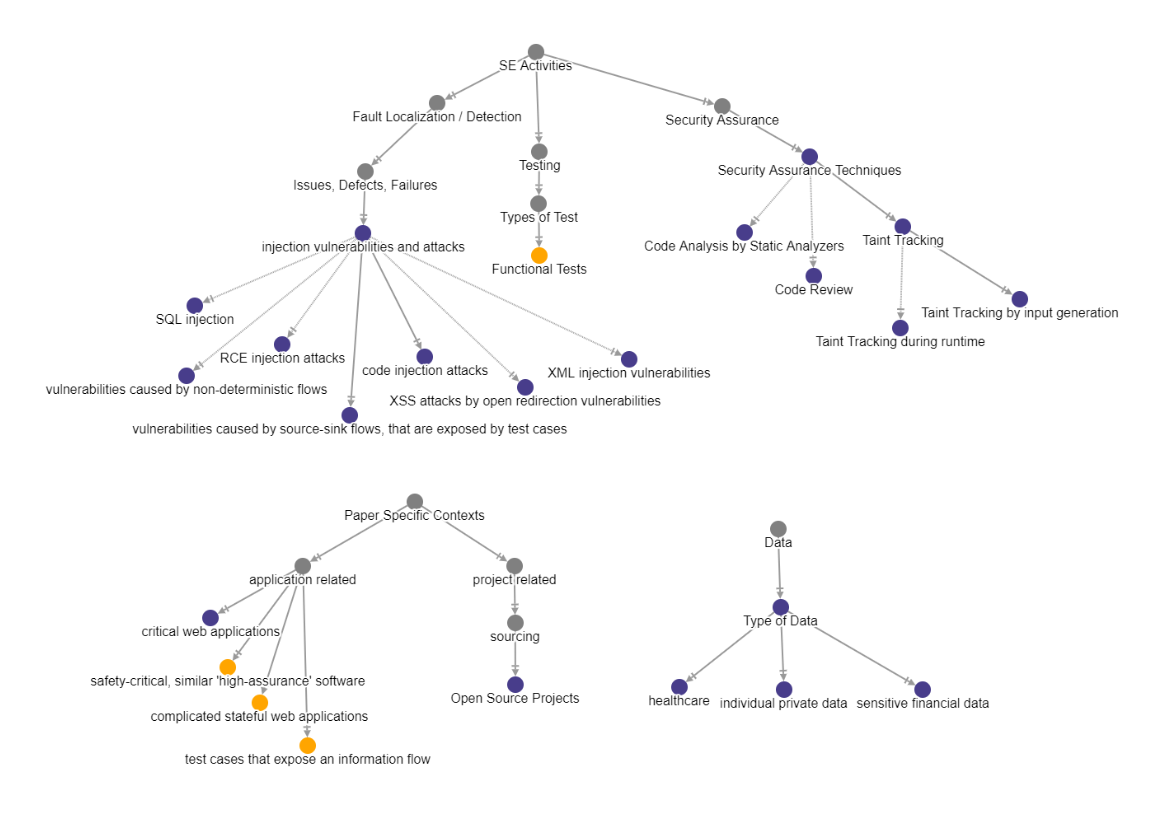 SE Activities
Fault Localization / Detection
Security Assurance
Testing
Security Assurance Techniques
Issues, Defects, Failures
Types of Test
injection vulnerabilities and attacks
Code Analysis by Static Analyzers
Taint Tracking
Functional Tests
Code Review
SQL injection
Taint Tracking by input generation
RCE injection attacks
Taint Tracking during runtime
code injection attacks
XML injection vulnerabilities
vulnerabilities caused by non-deterministic flows
XSS attacks by open redirection vulnerabilities
vulnerabilities caused by source-sink flows, that are exposed by test cases
Paper Specific Contexts
Data
application related
project related
critical web applications
sourcing
Type of Data
safety-critical, similar 'high-assurance' software
Open Source Projects
healthcare
individual private data
sensitive financial data
complicated stateful web applications
test cases that expose an information flow